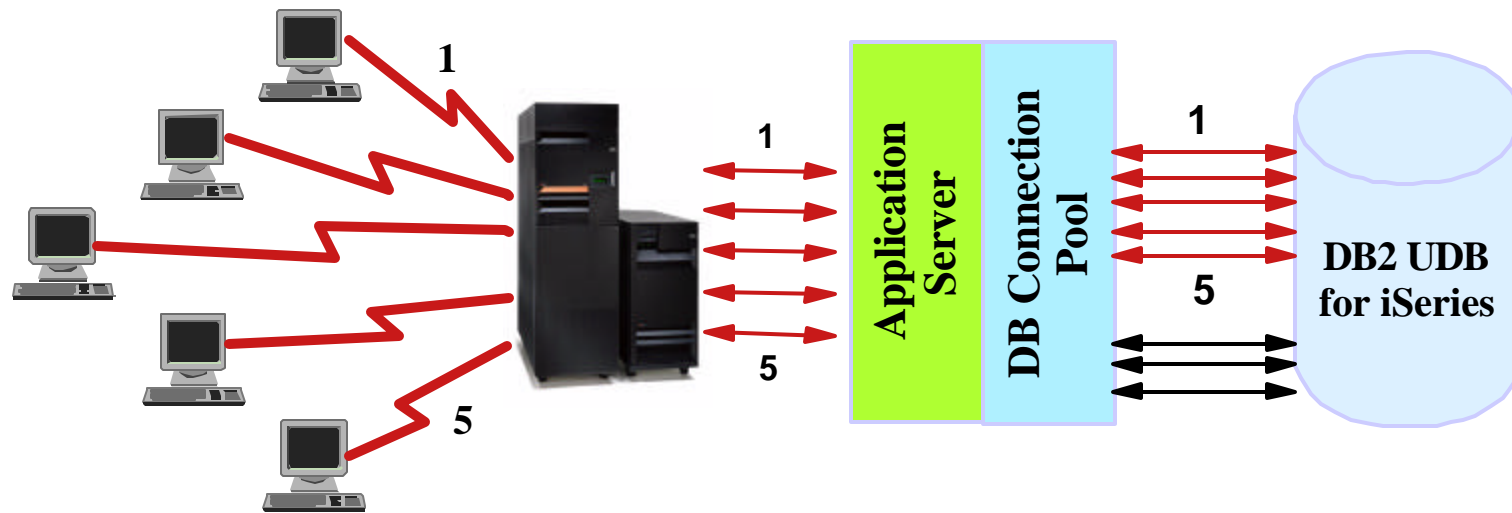 1
5
1
5
Application
Server
DB Connection
Pool
1
5
DB2 UDB
for iSeries